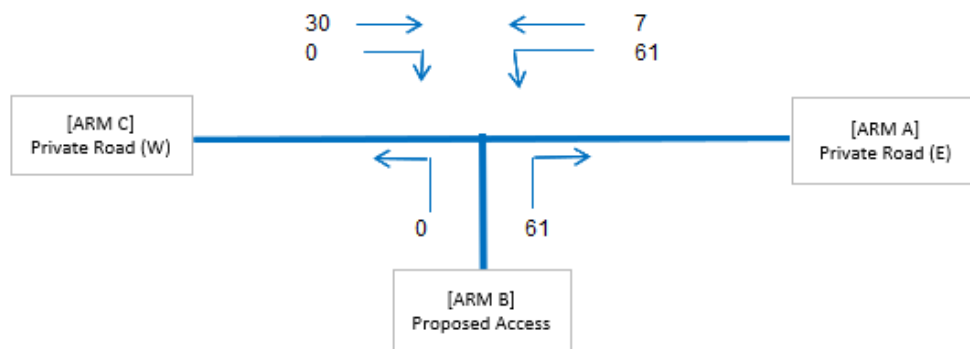 30
7
0
61
[ARM C]
Private Road (W)
[ARM A]
Private Road (E)
0
61
[ARM B]
Proposed Access